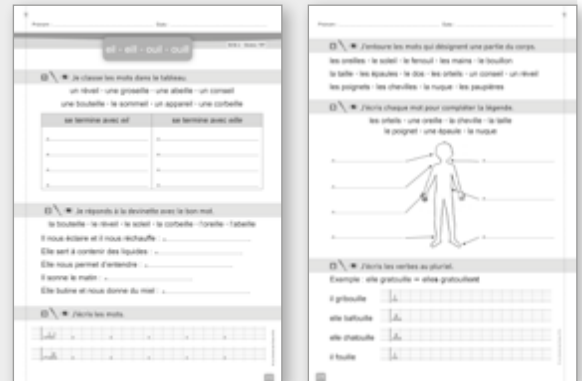 Prénom : Date :
eil - eill - ouil - ouill
Je classe les mots dans le tableau.
un réveil - une groseille - une abeille - un conseil
une bouteille - le sommeil - un appareil - une corbeille
se termine avec eil se termine avec eille
Je réponds à la devinette avec le bon mot.
la bouteille - le réveil - le soleil - la corbeille - l'oreille - l'abeille
Il nous éclaire et il nous réchauffe :
Elle sert à contenir des liquides :
Elle nous permet d'entendre :
Il sonne le matin :
Elle butine et nous donne du miel :
J'écris les mots.
Prénom : Date :
J'entoure les mots qui désignent une partie du corps.
les oreilles - le soleil - le fenouil - les mains - le bouillon
la taille - les épaules - le dos - les orteils - un conseil - un réveil
les poignets - les chevilles - la nuque - les paupières
J'écris chaque mot pour compléter la légende.
les orteils - une oreille - la cheville - la taille
le poignet - une épaule - la nuque
J'écris les verbes au pluriel.
Exemple : elle gratouille = elles gratouillent
il gribouille ils
elle bafouille
elle chatouille
il fouille